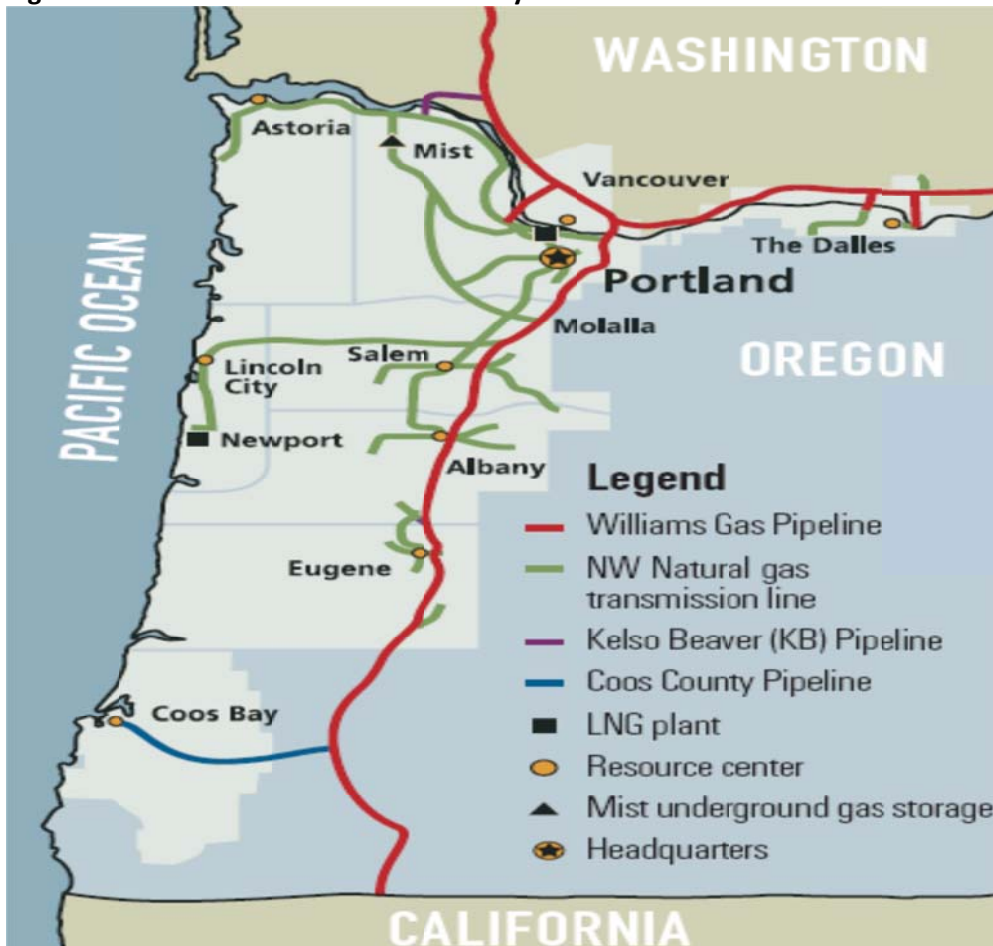 WASHINGTON
Astoria
Mist
Vancouver
The Dalles
Portland
PACIFIC OCEAN
Molalla
Salem
OREGON
Lincoln
City
Newport
Albany
Legend
Williams Gas Pipeline
NW Natural gas
transmission line
Eugene
Kelso Beaver (KB) Pipeline
Coos County Pipeline
Coos Bay
LNG plant
Resource center
Mist underground gas storage
Headquarters
CALIFORNIA